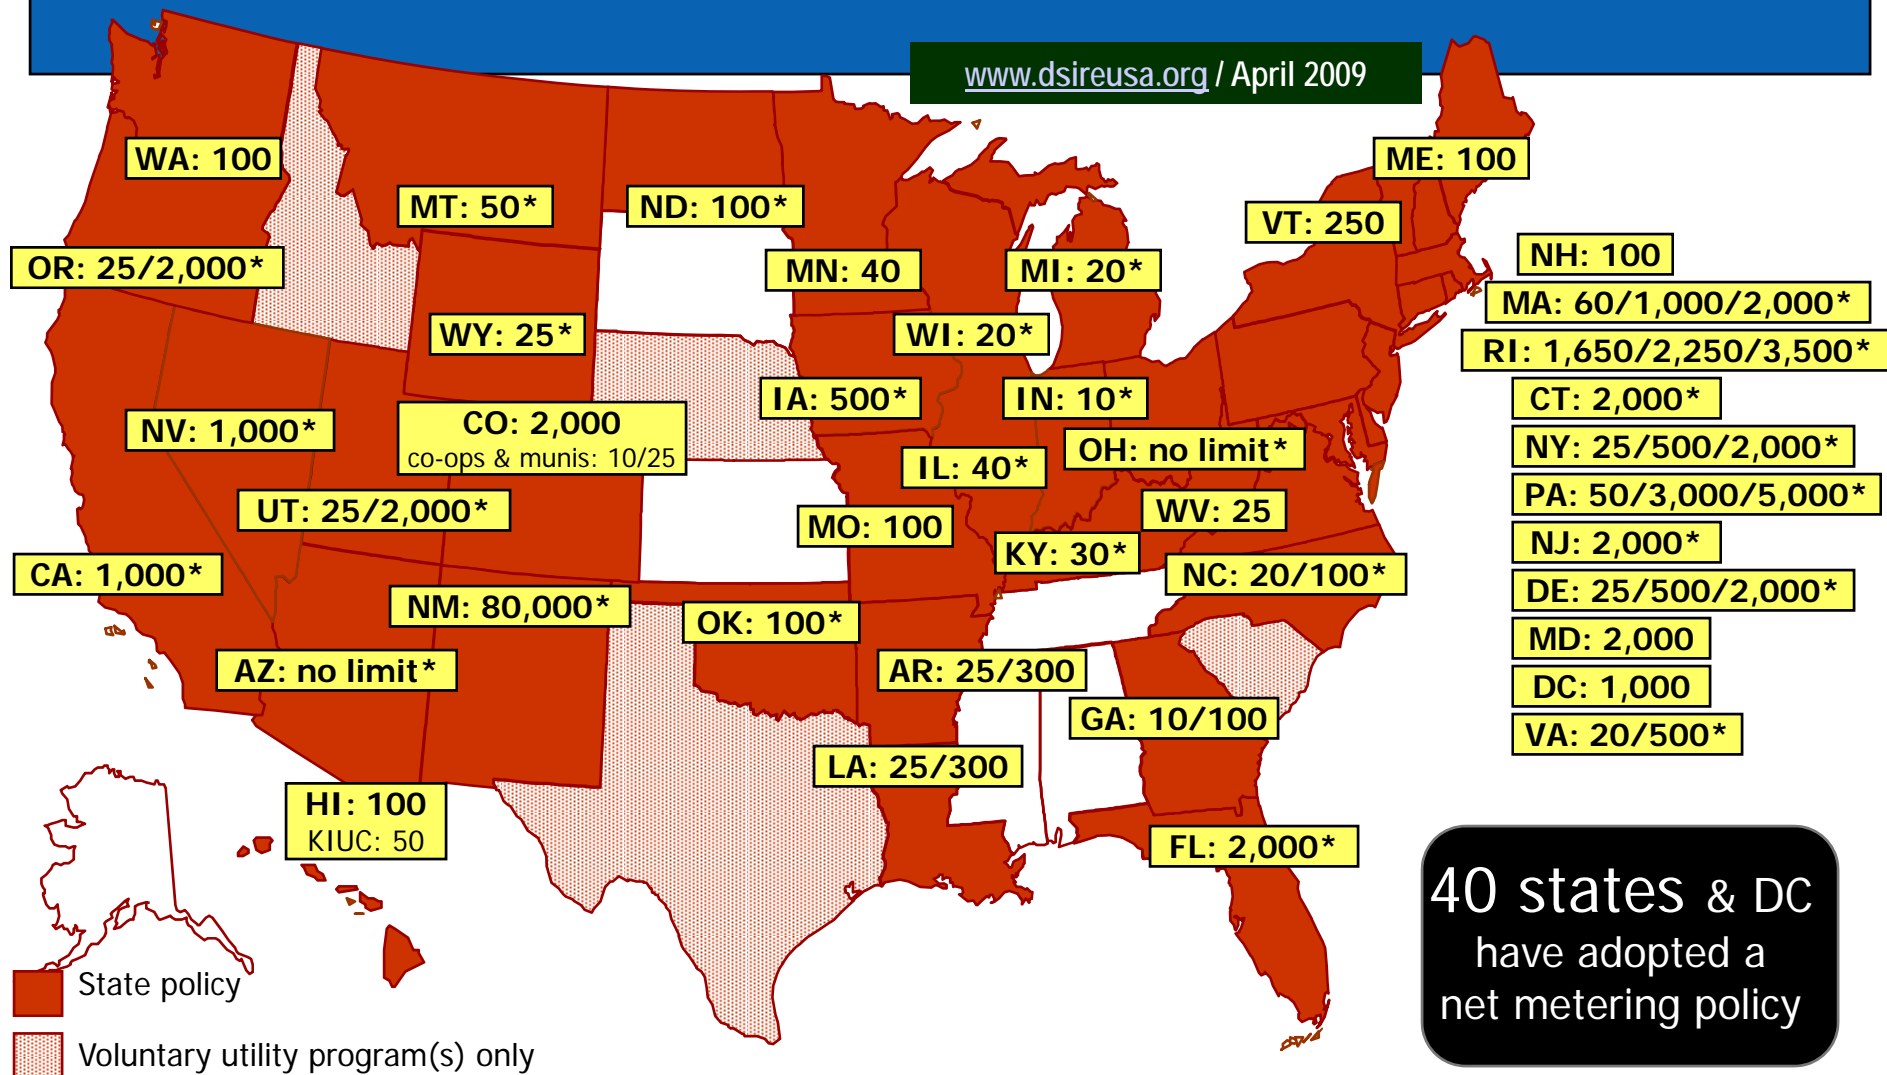 www.dsireusa.org / April 2009
WA: 100
ME: 100
MT: 50*
ND: 100*
VT: 250
OR: 25/2,000*
MN: 40
MI: 20*
NH: 100
MA: 60/1,000/2,000*
WY: 25*
WI: 20*
RI: 1,650/2,250/3,500*
IA: 500*
IN: 10*
CT: 2,000*
NV: 1,000*
CO: 2,000
co-ops & munis: 10/25
OH: no limit*
NY: 25/500/2,000*
IL: 40*
PA: 50/3,000/5,000*
UT: 25/2,000*
WV: 25
MO: 100
KY: 30*
NJ: 2,000*
CA: 1,000*
NC: 20/100*
NM: 80,000*
DE: 25/500/2,000*
OK: 100*
MD: 2,000
AZ: no limit*
AR: 25/300
DC: 1,000
GA: 10/100
VA: 20/500*
LA: 25/300
HI: 100
KIUC: 50
FL: 2,000*
40 states & DC
have adopted a
net metering policy
State policy
Voluntary utility program(s) only